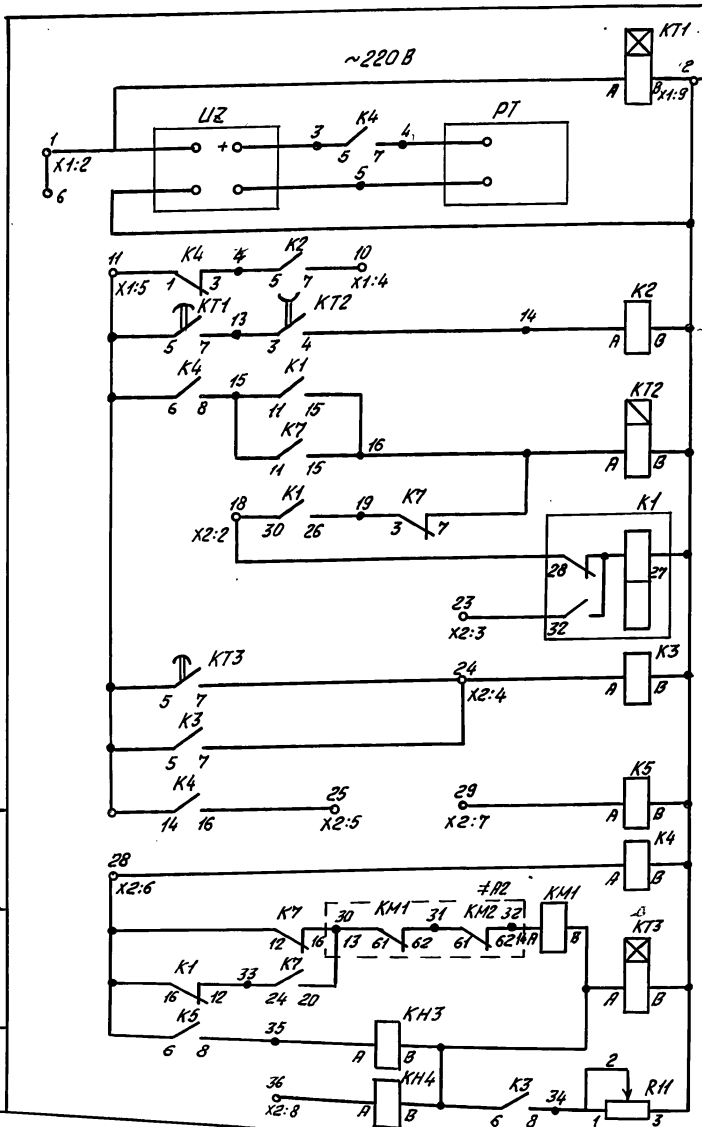 KT1
~220 В
A B 2
X1:9
UZ
K4
PT
1
+
3
4
5 7
X1:2
5
6
11
K4
4
K2
10
1 3
5 7
X1:5
X1:4
KT1
13
KT2
14
K2
5 7
3 4
A B
K4
15
K1
6 8
11 15
KT2
K7
16
11 15
A B
18
K1
19
K7
K1
30 26
3 7
X2:2
28
27
23
32
X2:3
KT3
24
K3
5 7
X2:4
A B
K3
5 7
K4
25
29
K5
14 16
X2:5
X2:7
A B
28
K4
X2:6
A B
≠A2
K7
30
KM1
31
KM2
32
KM1
12 16
13
61 62
61 62
14
A B
KT3
K1
33
K7
16 12
24 20
A B
K5
6 8
35
KH3
A B
KH4
36
X2:8
A B
K3
34
6 8
2
R11
1 3